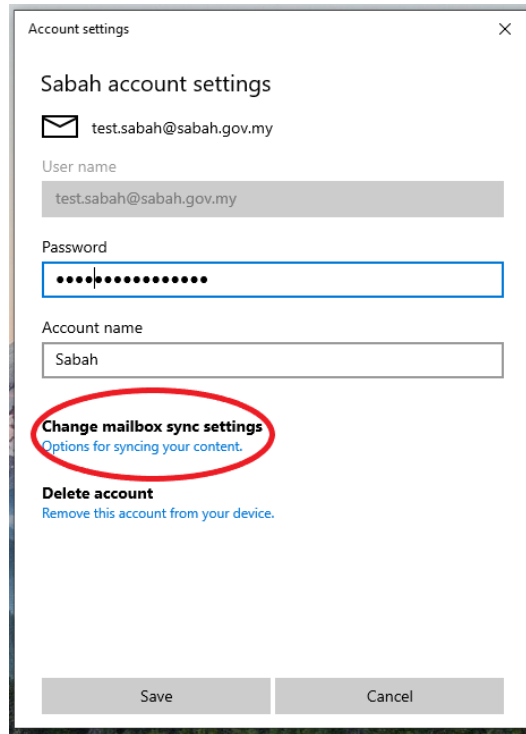 Account settings
Sabah account settings
test.sabah@sabah.gov.my
User name
test.sabah@sabah.gov.my
Password
••••••••••••••••
Account name
Sabah
Change mailbox sync settings
Options for syncing your content.
Delete account
Remove this account from your device.
Save Cancel